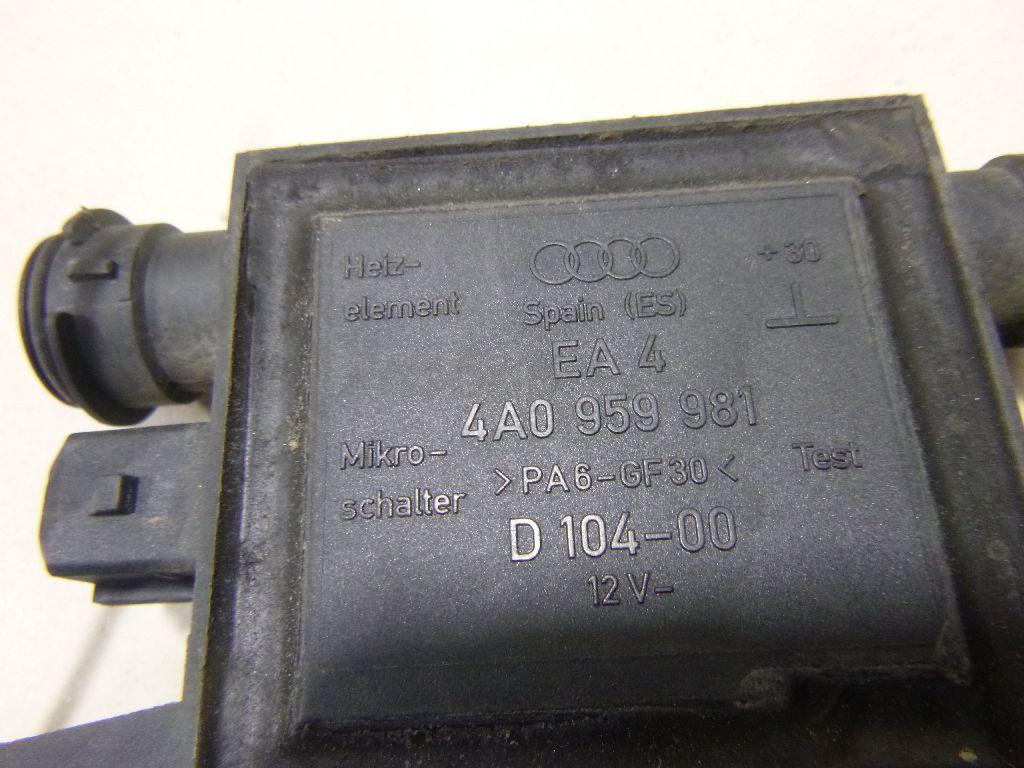 Heiz-
element
Spain (ES)
+30
EA 4
4A0 959 981
Mikro-
schalter
>PA6-GF30<
Test
D 104-00
12 V-